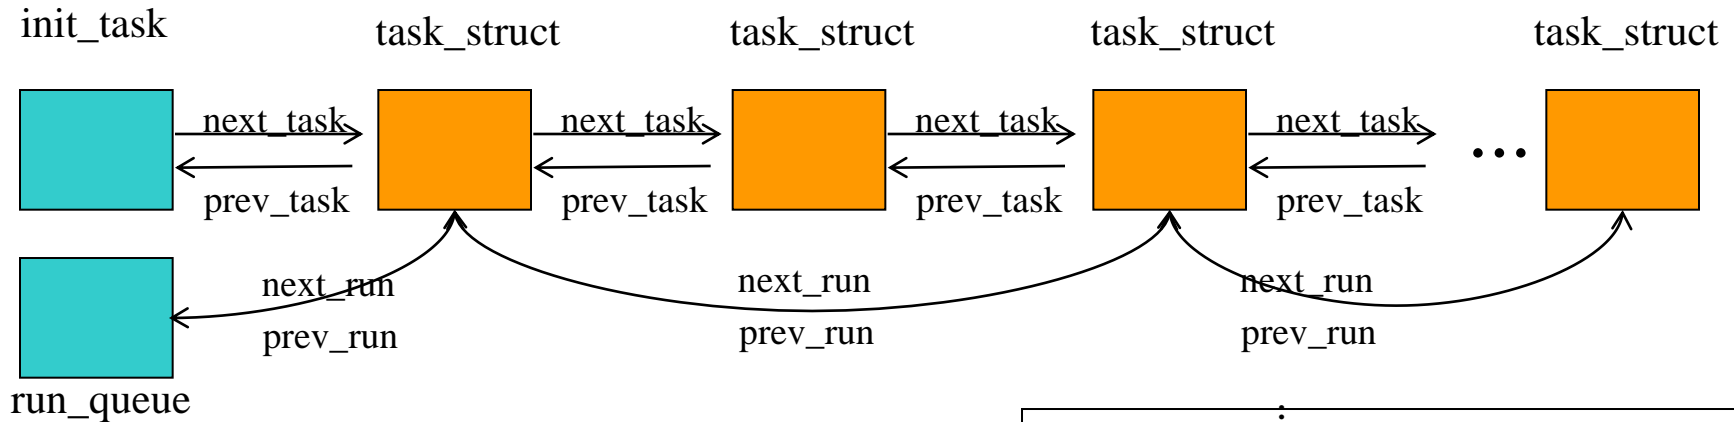 init_task
task_struct task_struct task_struct task_struct
next_task next_task next_task next_task
...
prev_task prev_task prev_task prev_task
next_run next_run next_run
prev_run prev_run prev_run
run_queue